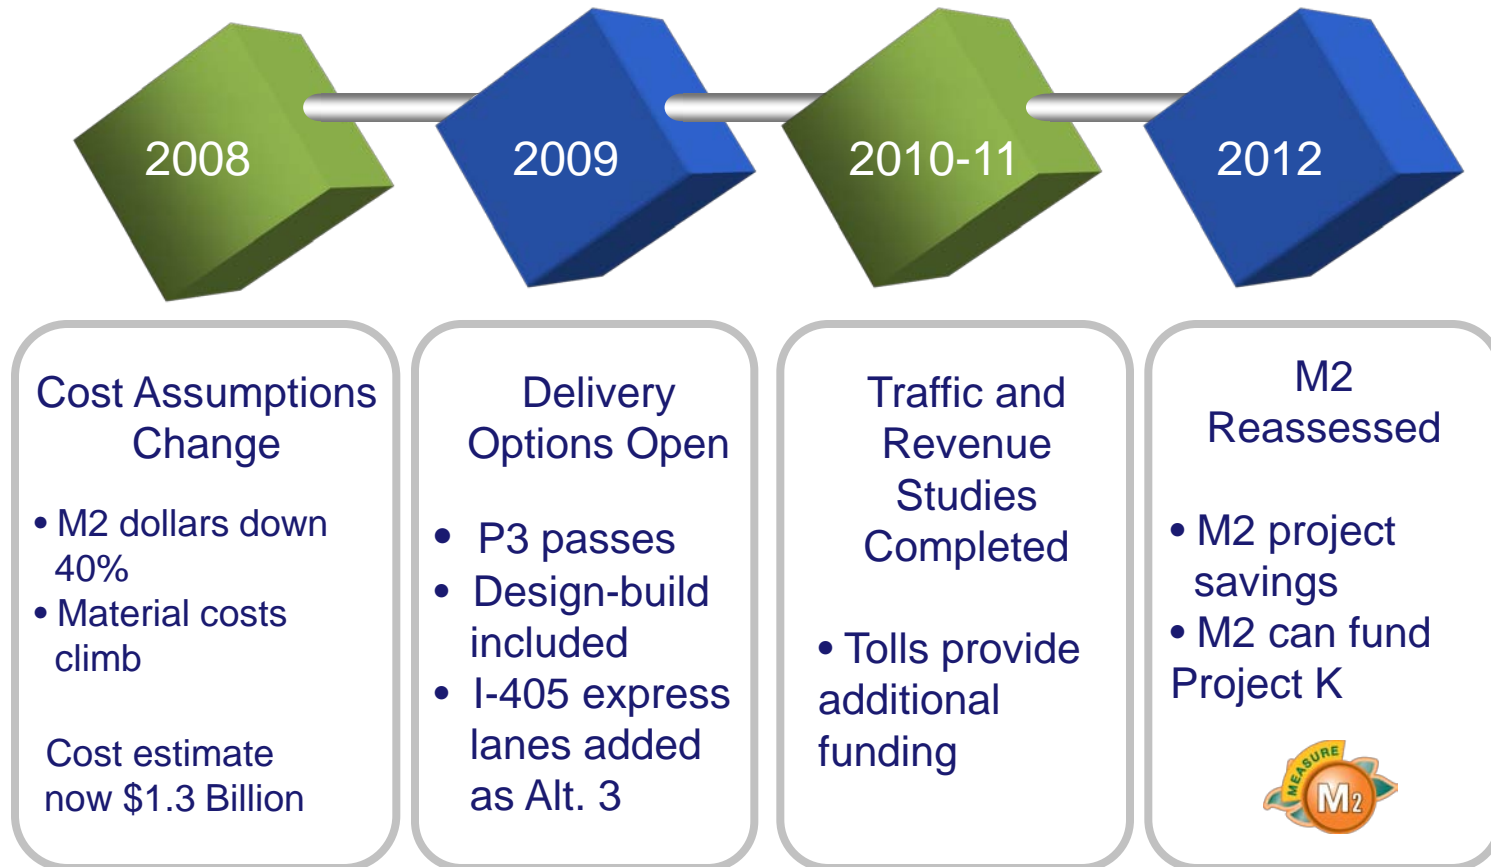 2008
2009
2010-11
2012
Cost Assumptions
Change
• M2 dollars down
40%
• Material costs
climb
Cost estimate
now $1.3 Billion
Delivery
Options Open
• P3 passes
• Design-build
included
• I-405 express
lanes added
as Alt. 3
Traffic and
Revenue
Studies
Completed
• Tolls provide
additional
funding
M2
Reassessed
• M2 project
savings
• M2 can fund
Project K
MEASURE
M2